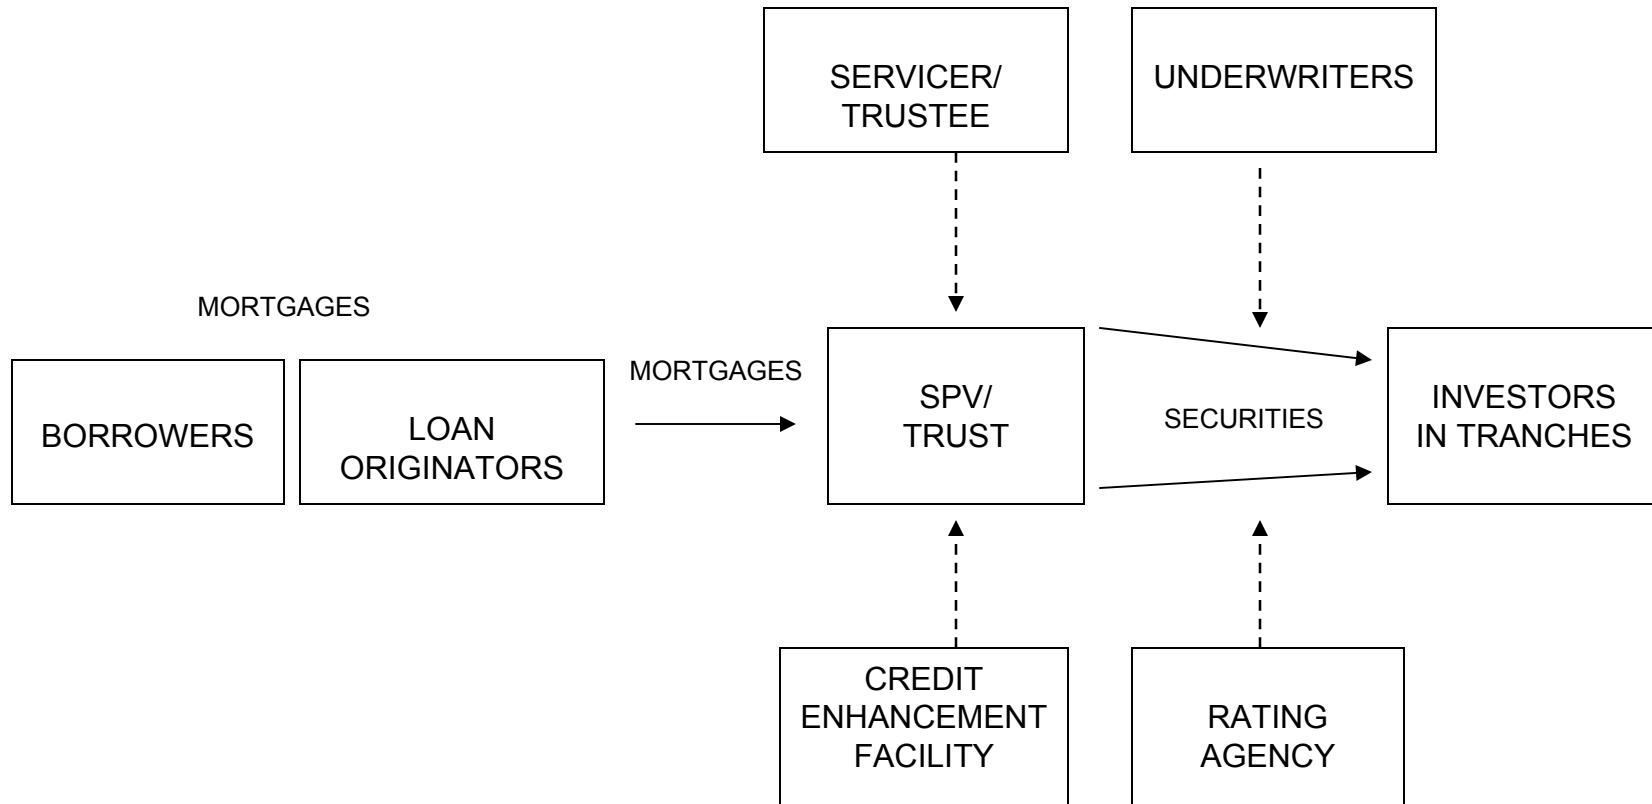 SERVICER/
TRUSTEE
UNDERWRITERS
MORTGAGES
BORROWERS
LOAN
ORIGINATORS
MORTGAGES
SPV/
TRUST
SECURITIES
INVESTORS
IN TRANCHES
CREDIT
ENHANCEMENT
FACILITY
RATING
AGENCY